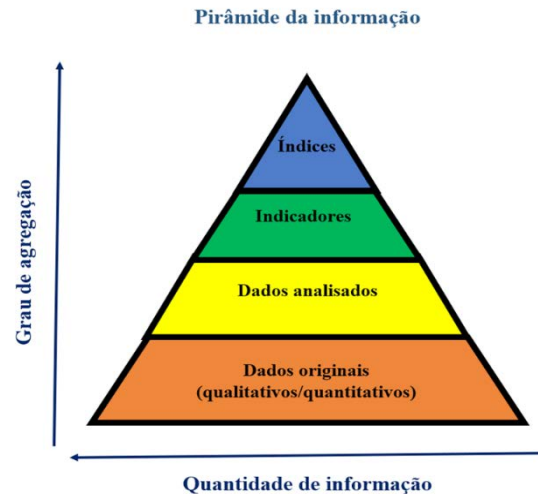 Pirâmide da informação
Índices
Indicadores
Dados analisados
Dados originais
(qualitativos/quantitativos)
Grau de agregação
Quantidade de informação